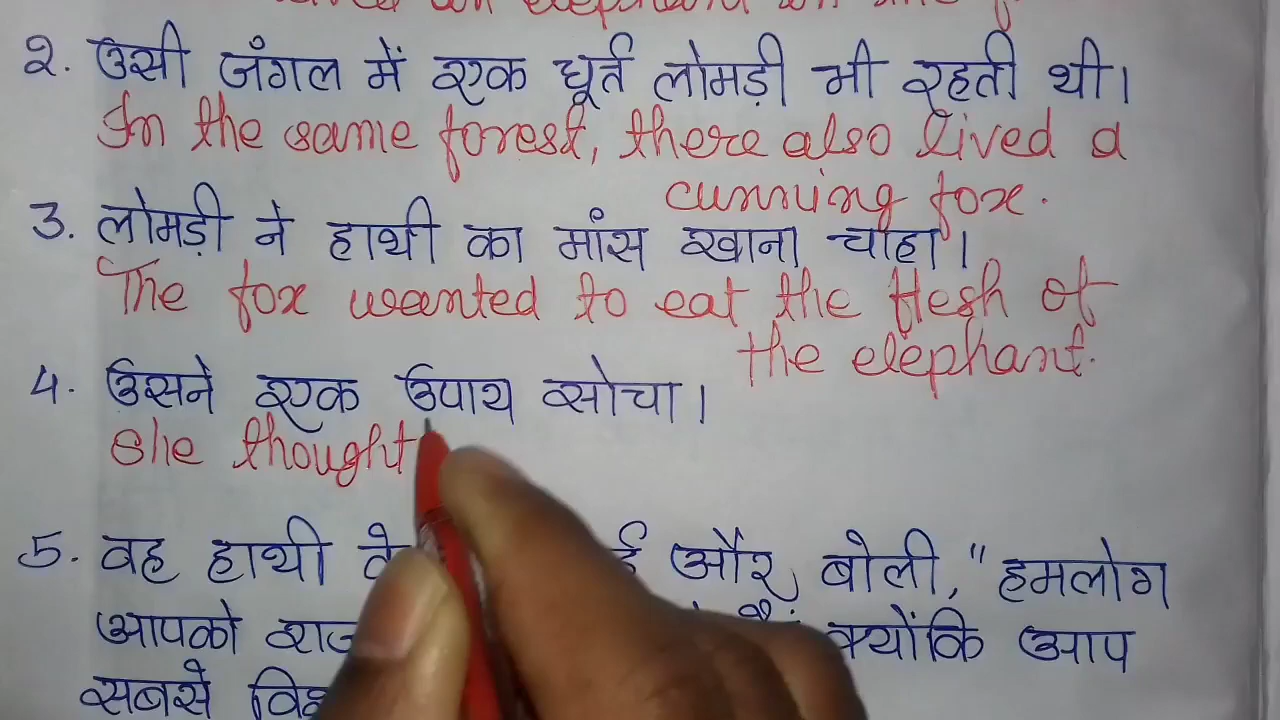 2. उसी जंगल में एक धूर्त लोमड़ी भी रहती थी।
In the same forest, there also lived a
cunning fox.
3. लोमड़ी ने हाथी का मांस खाना चाहा।
The fox wanted to eat the flesh of
the elephant.
4. उसने एक उपाय सोचा।
She thought
5. वह हाथी और बोली, "हमलोग
आपको क्योंकि आप
सबसे